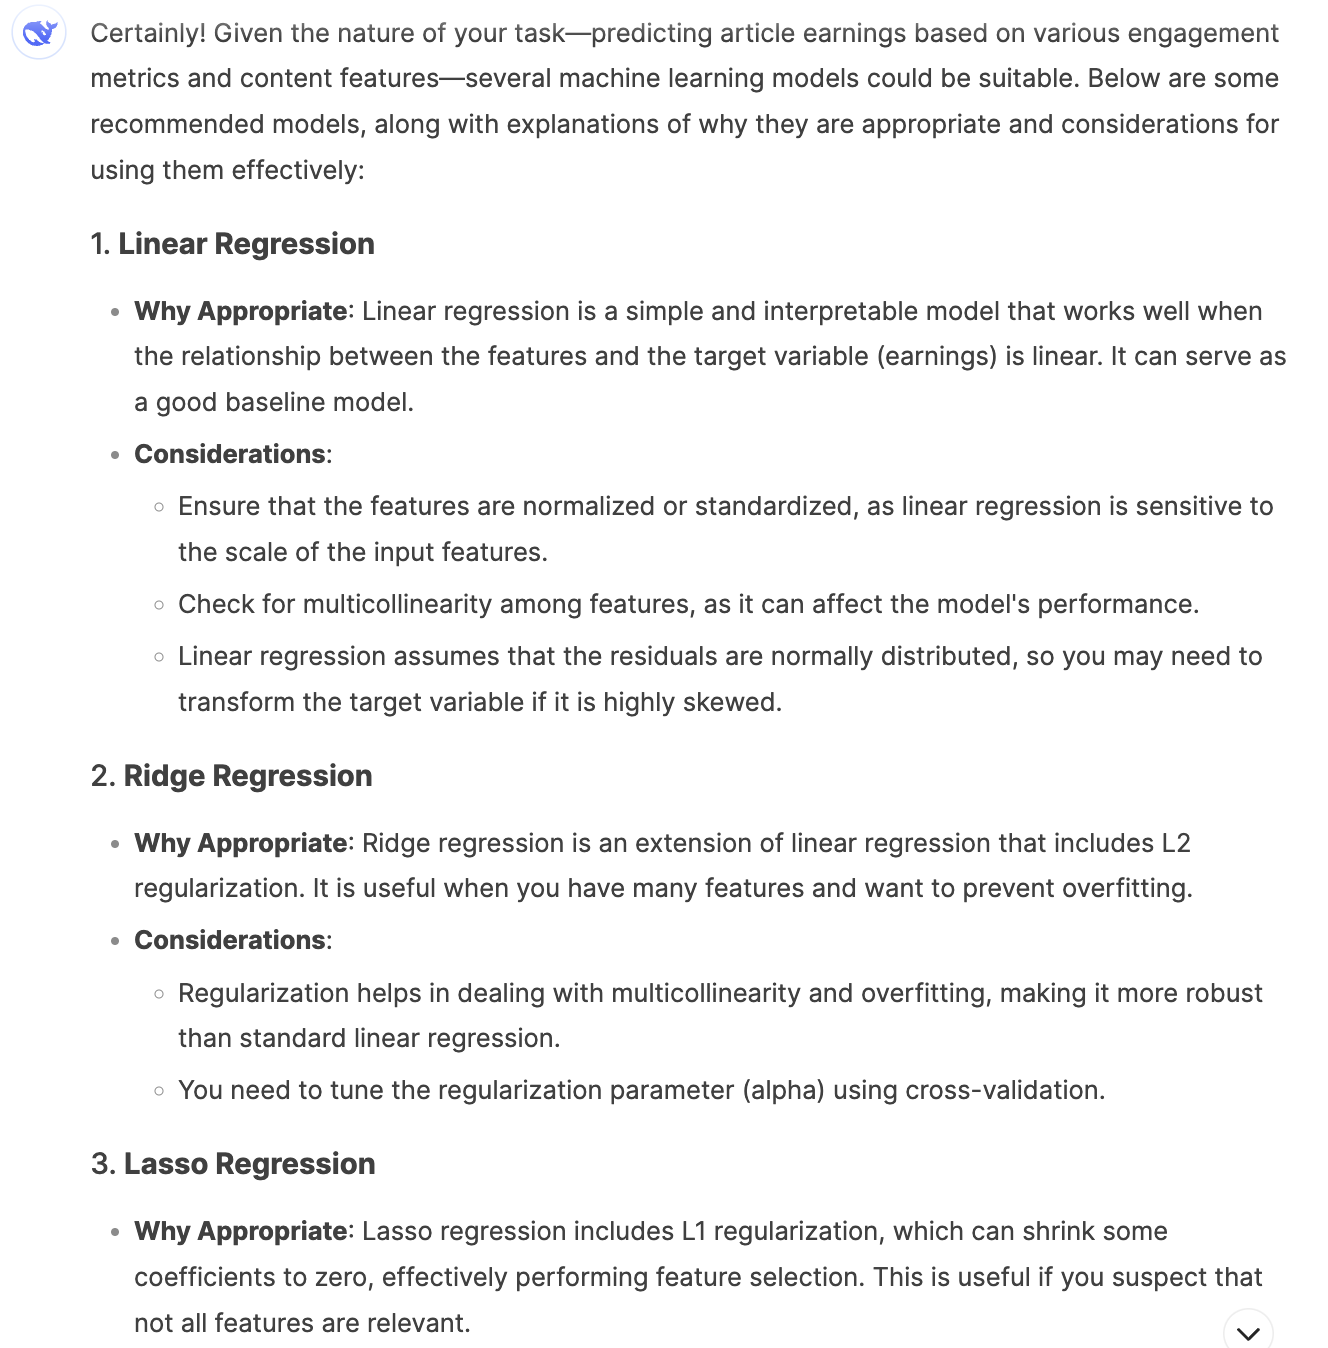 Certainly! Given the nature of your task—predicting article earnings based on various engagement
metrics and content features—several machine learning models could be suitable. Below are some
recommended models, along with explanations of why they are appropriate and considerations for
using them effectively:
1. Linear Regression
• Why Appropriate: Linear regression is a simple and interpretable model that works well when
the relationship between the features and the target variable (earnings) is linear. It can serve as
a good baseline model.
• Considerations:
◦ Ensure that the features are normalized or standardized, as linear regression is sensitive to
the scale of the input features.
◦ Check for multicollinearity among features, as it can affect the model's performance.
◦ Linear regression assumes that the residuals are normally distributed, so you may need to
transform the target variable if it is highly skewed.
2. Ridge Regression
• Why Appropriate: Ridge regression is an extension of linear regression that includes L2
regularization. It is useful when you have many features and want to prevent overfitting.
• Considerations:
◦ Regularization helps in dealing with multicollinearity and overfitting, making it more robust
than standard linear regression.
◦ You need to tune the regularization parameter (alpha) using cross-validation.
3. Lasso Regression
• Why Appropriate: Lasso regression includes L1 regularization, which can shrink some
coefficients to zero, effectively performing feature selection. This is useful if you suspect that
not all features are relevant.